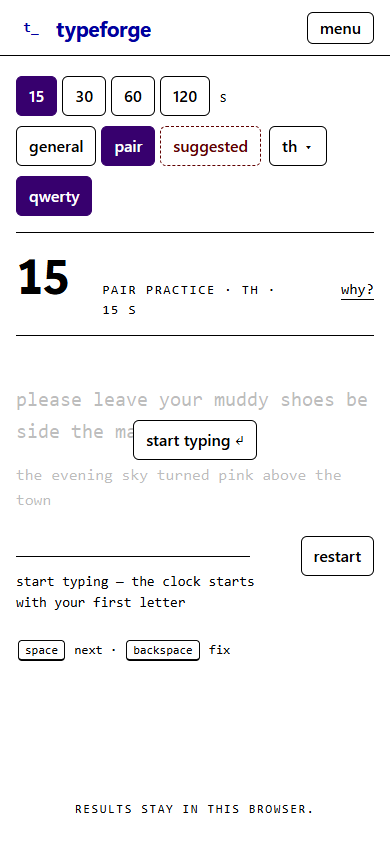 t_ typeforge menu
15 30 60 120 s
general pair suggested th
qwerty
15 PAIR PRACTICE · TH · why?
15 S
please leave your muddy shoes be
side the ma
start typing ↵
the evening sky turned pink above the
town
restart
start typing — the clock starts
with your first letter
space next · backspace fix
RESULTS STAY IN THIS BROWSER.